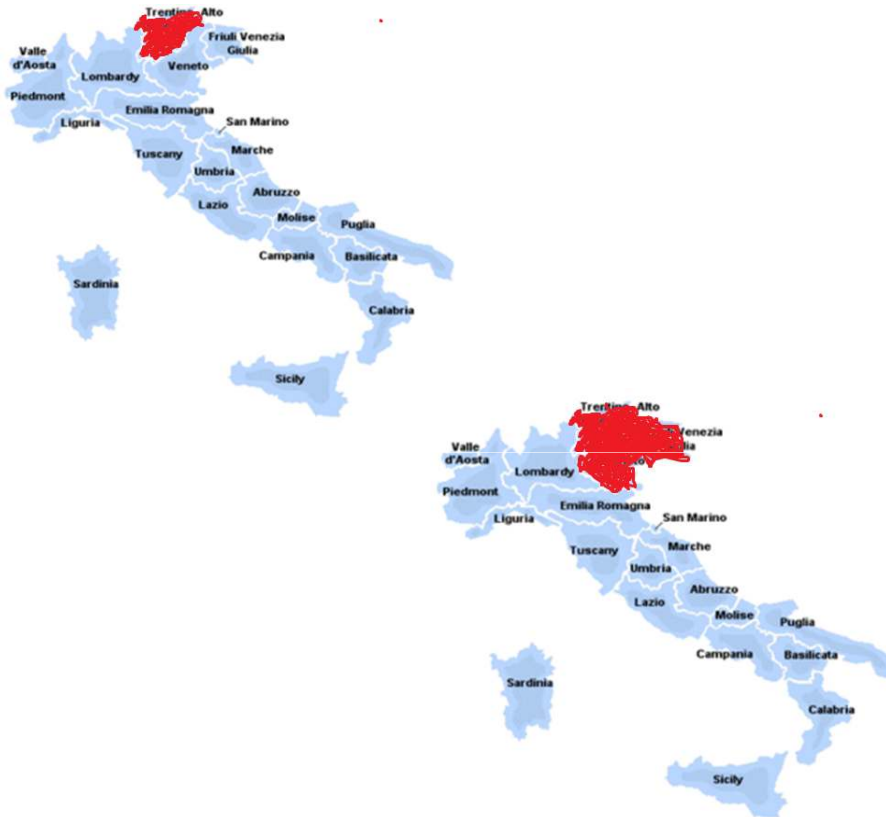 Trentino Alto
Friuli Venezia
Giulia
Valle
d'Aosta
Veneto
Lombardy
Piedmont
Emilia Romagna
Liguria
San Marino
Marche
Tuscany
Umbria
Abruzzo
Lazio
Molise
Puglia
Campania
Basilicata
Sardinia
Calabria
Sicily
Trentino Alto
Venezia
Valle
d'Aosta
Lombardy
Piedmont
Emilia Romagna
Liguria
San Marino
Marche
Tuscany
Umbria
Abruzzo
Lazio
Molise
Puglia
Campania
Basilicata
Sardinia
Calabria
Sicily